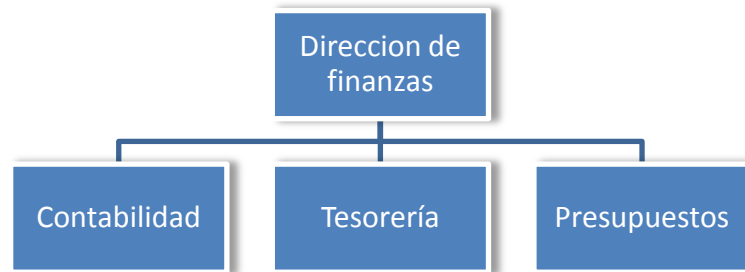 Direccion de
finanzas
Contabilidad
Tesorería
Presupuestos